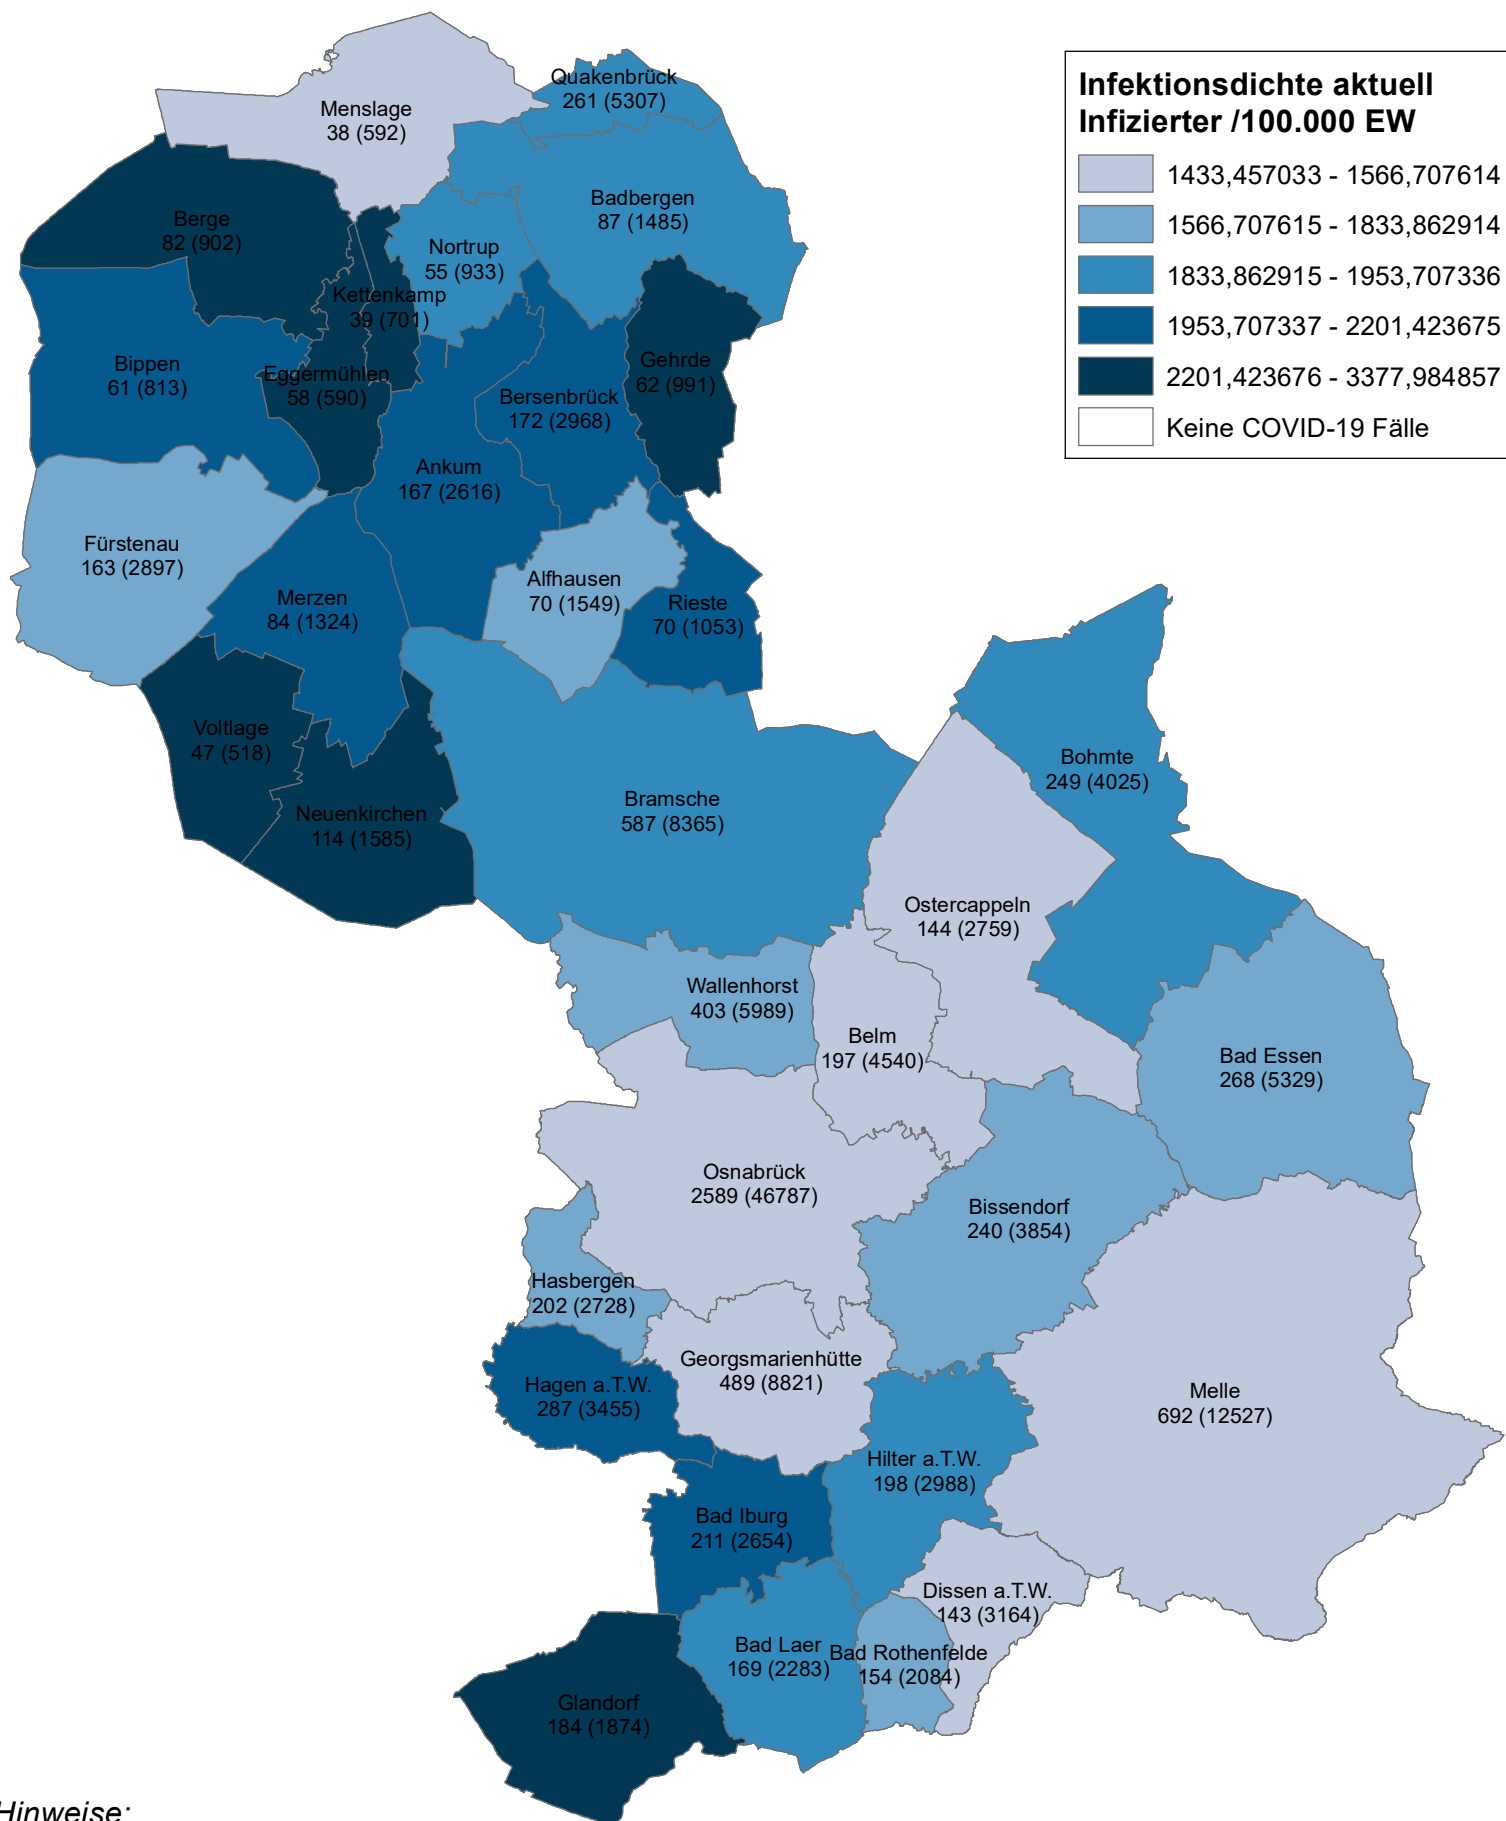 Infektionsdichte aktuell
Infizierter /100.000 EW
1433,457033 - 1566,707614
1566,707615 - 1833,862914
1833,862915 - 1953,707336
1953,707337 - 2201,423675
2201,423676 - 3377,984857
Keine COVID-19 Fälle
Quakenbrück
261 (5307)
Menslage
38 (592)
Badbergen
87 (1485)
Berge
82 (902)
Nortrup
55 (933)
Kettenkamp
39 (701)
Bippen
61 (813)
Eggermühlen
58 (590)
Gehrde
62 (991)
Bersenbrück
172 (2968)
Ankum
167 (2616)
Fürstenau
163 (2897)
Alfhausen
70 (1549)
Merzen
84 (1324)
Rieste
70 (1053)
Voltlage
47 (518)
Bohmte
249 (4025)
Neuenkirchen
114 (1585)
Bramsche
587 (8365)
Ostercappeln
144 (2759)
Wallenhorst
403 (5989)
Belm
197 (4540)
Bad Essen
268 (5329)
Osnabrück
2589 (46787)
Bissendorf
240 (3854)
Hasbergen
202 (2728)
Georgsmarienhütte
489 (8821)
Hagen a.T.W.
287 (3455)
Melle
692 (12527)
Hilter a.T.W.
198 (2988)
Bad Iburg
211 (2654)
Dissen a.T.W.
143 (3164)
Bad Laer
169 (2283)
Bad Rothenfelde
154 (2084)
Glandorf
184 (1874)
Hinweise: